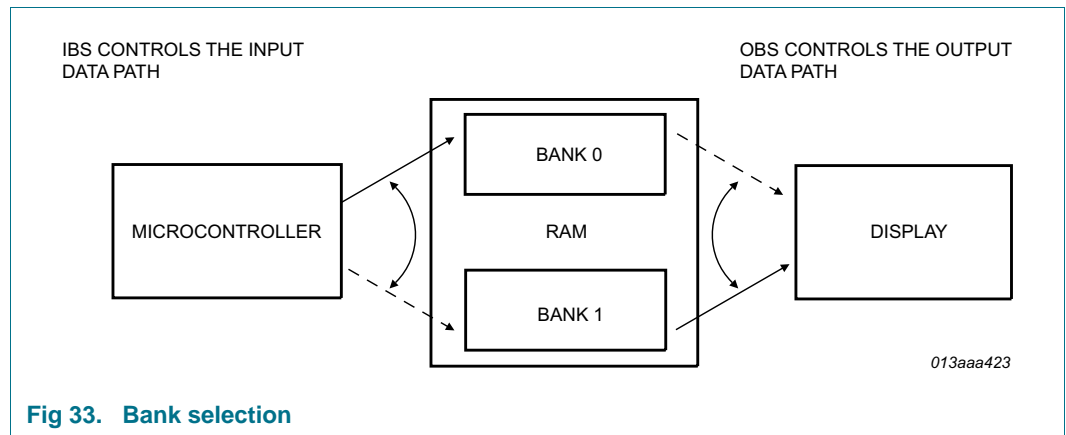 IBS CONTROLS THE INPUT
DATA PATH
OBS CONTROLS THE OUTPUT
DATA PATH
BANK 0
MICROCONTROLLER
RAM
DISPLAY
BANK 1
013aaa423
Fig 33. Bank selection